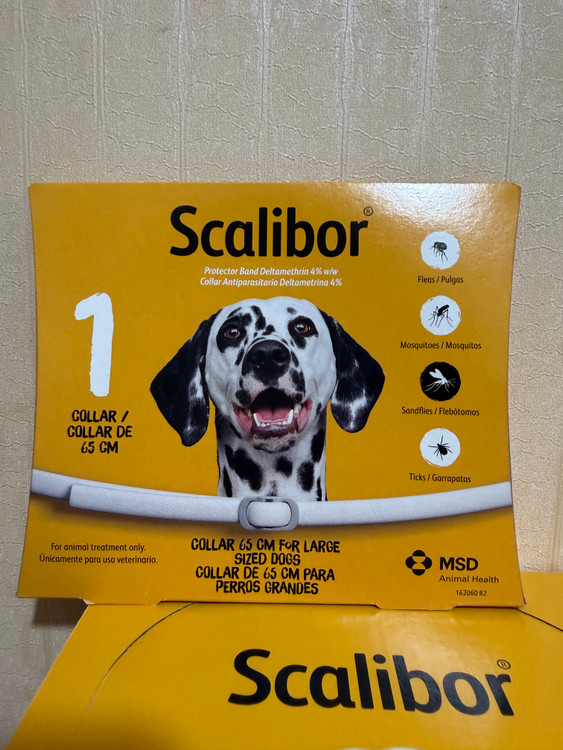 Scalibor®
Protector Band Deltamethrin 4% w/w
Collar Antiparasitario Deltametrina 4%
1
COLLAR /
COLLAR DE
65 CM
Fleas / Pulgas
Mosquitoes / Mosquitos
Sandflies / Flebótomos
Ticks / Garrapatas
For animal treatment only.
Únicamente para uso veterinario.
COLLAR 65 CM FOR LARGE
SIZED DOGS
COLLAR DE 65 CM PARA
PERROS GRANDES
MSD
Animal Health
162060 R2
Scalibor®